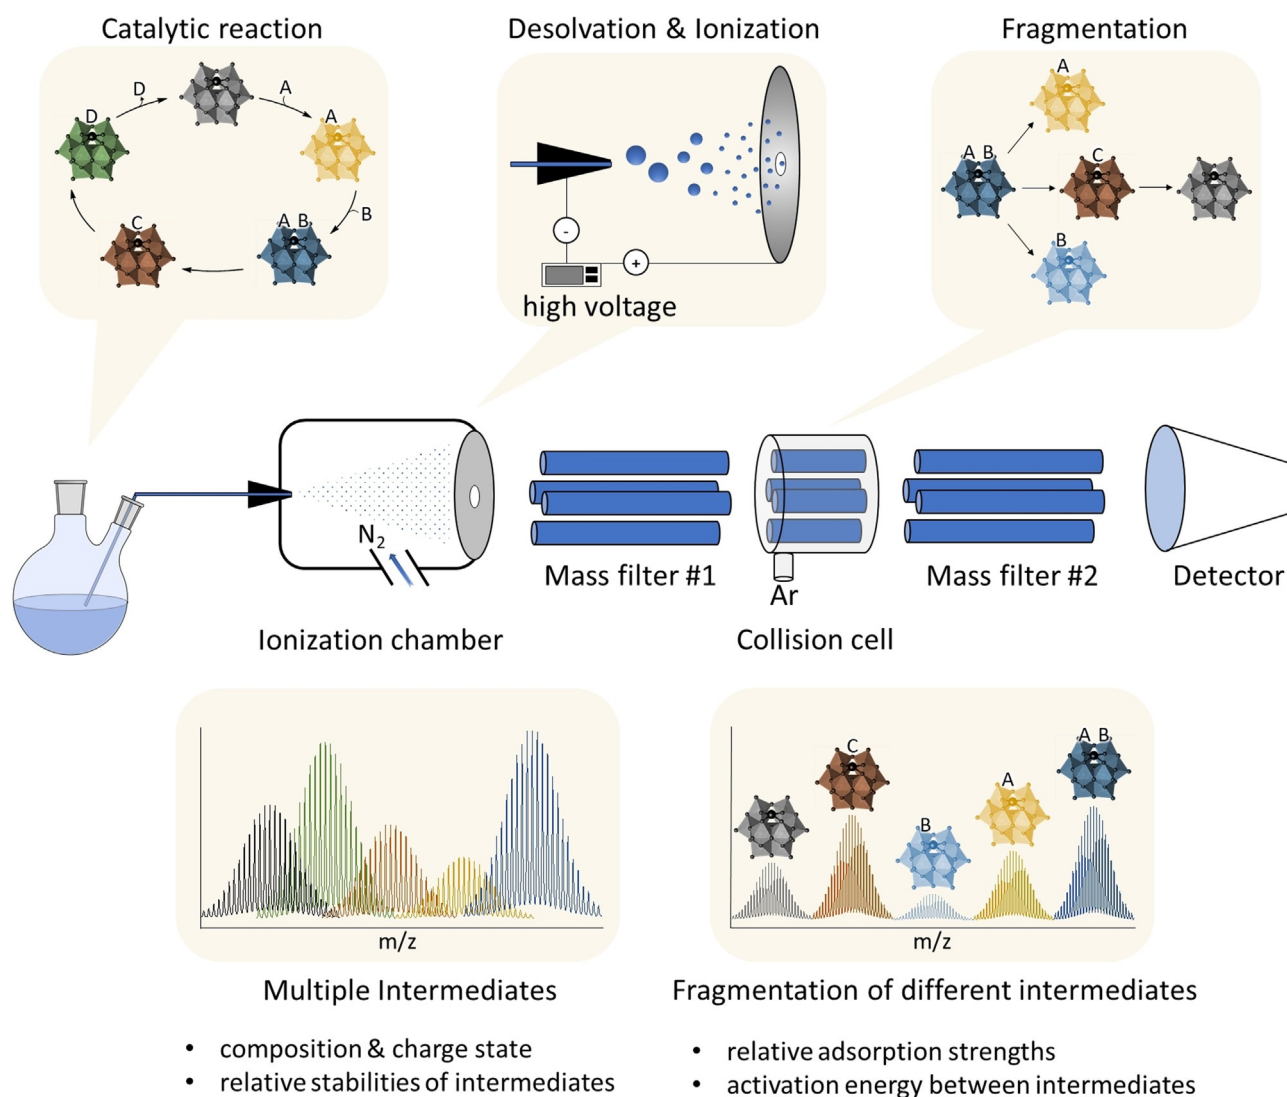 Catalytic reaction
Desolvation & Ionization
Fragmentation
D
A
D
A
B
C
A B
-
+
high voltage
A
A B
C
B
N2
Mass filter #1
Ar
Mass filter #2
Detector
Ionization chamber
Collision cell
m/z
C
B
A
A B
m/z
Multiple Intermediates
Fragmentation of different intermediates
• composition & charge state
• relative stabilities of intermediates
• relative adsorption strengths
• activation energy between intermediates